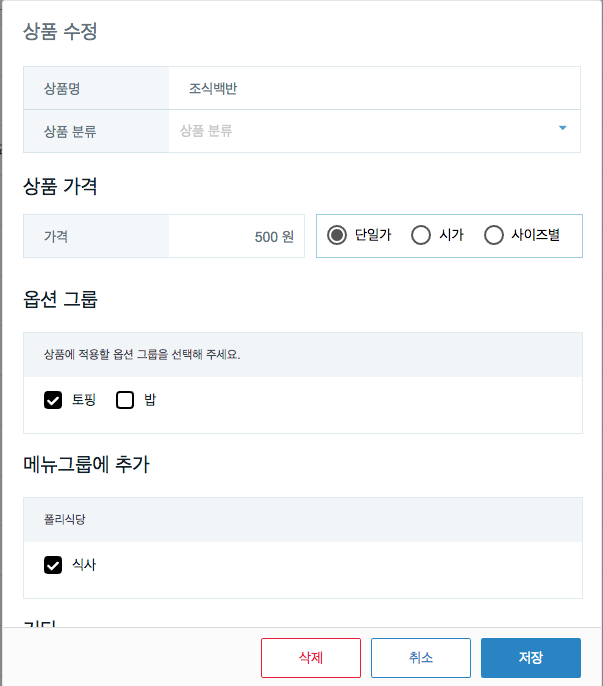 상품 수정
상품명 조식백반
상품 분류 상품 분류
상품 가격
가격 500 원 단일가 시가 사이즈별
옵션 그룹
상품에 적용할 옵션 그룹을 선택해 주세요.
토핑 밥
메뉴그룹에 추가
폴리식당
식사
삭제 취소 저장